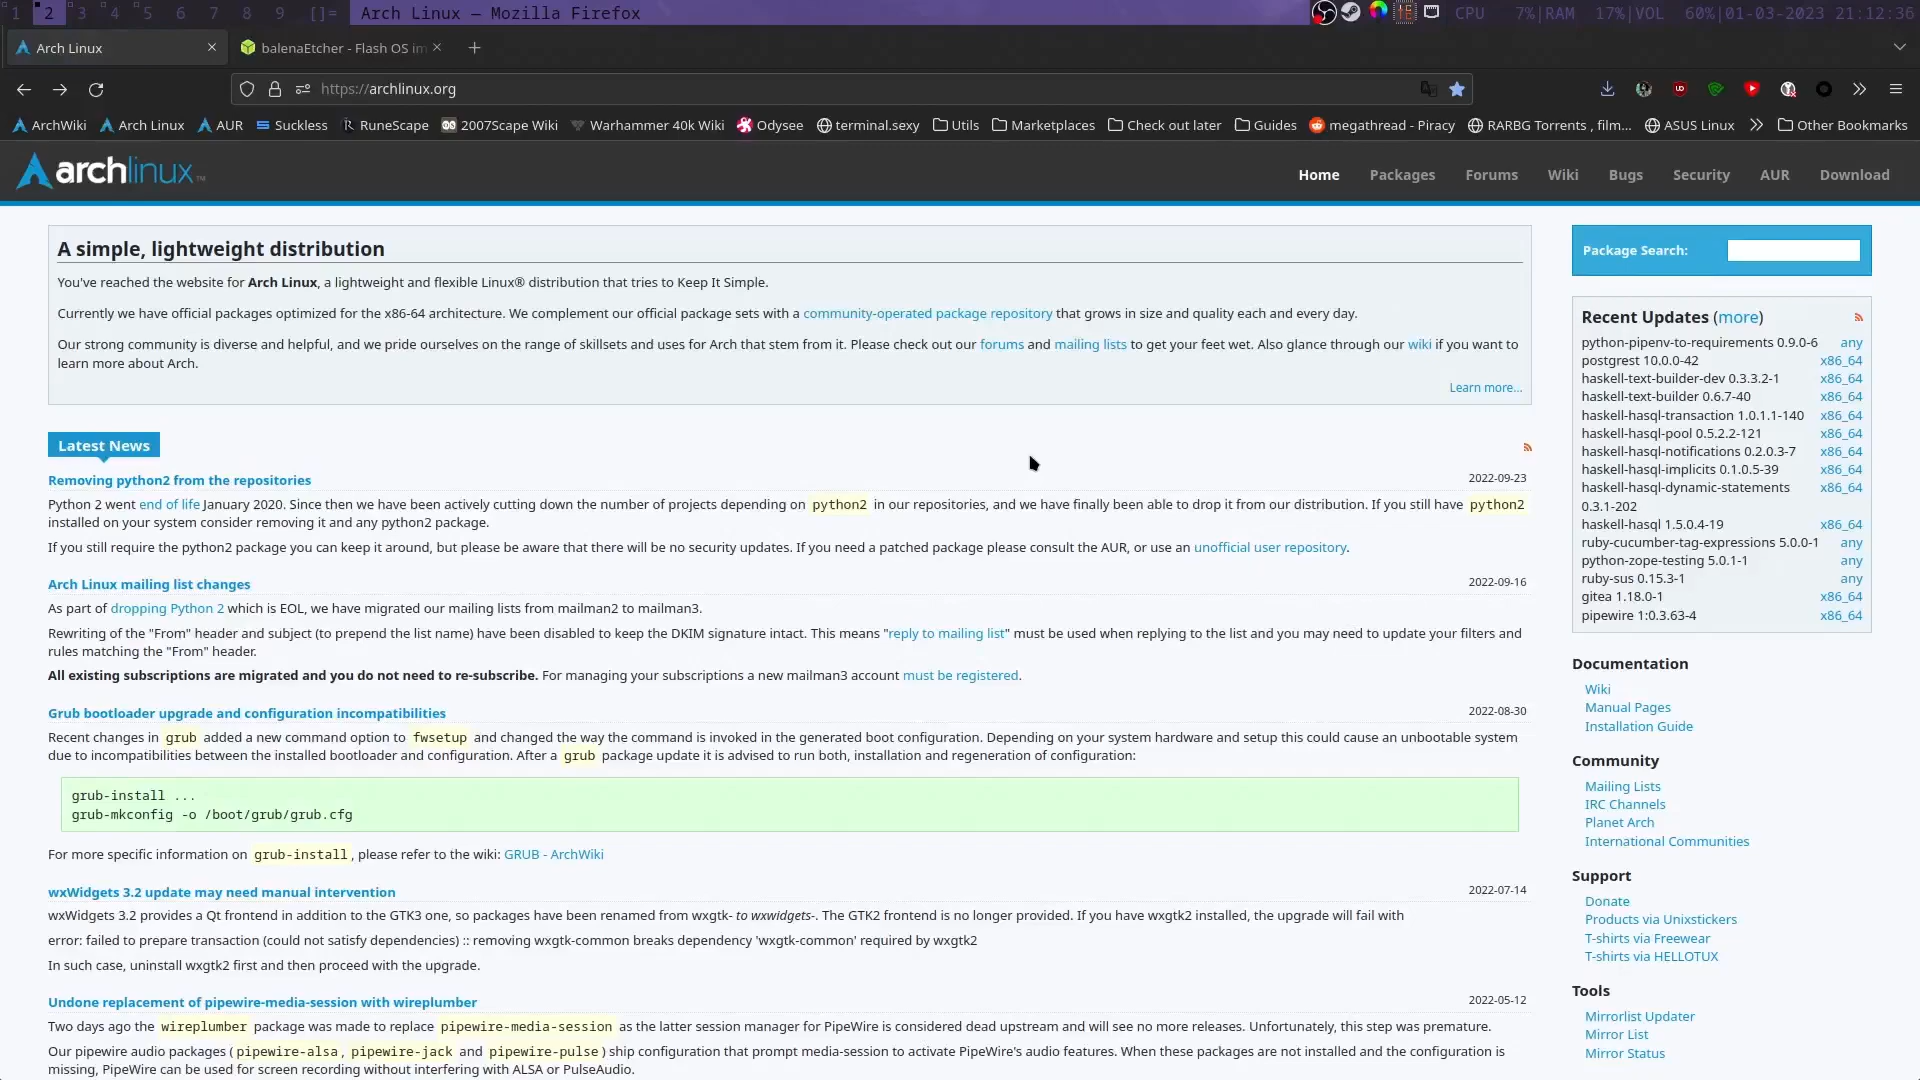 1 2 3 4 5 6 7 8 9 []= Arch Linux — Mozilla Firefox CPU 7%|RAM 17%|VOL 60%|01-03-2023 21:12:36
Arch Linux
balenaEtcher - Flash OS im
https://archlinux.org
ArchWiki Arch Linux AUR Suckless RuneScape 2007Scape Wiki Warhammer 40k Wiki Odysee terminal.sexy Utils Marketplaces Check out later Guides megathread - Piracy RARBG Torrents , film... ASUS Linux Other Bookmarks
archlinux™
Home Packages Forums Wiki Bugs Security AUR Download
A simple, lightweight distribution
You've reached the website for Arch Linux, a lightweight and flexible Linux® distribution that tries to Keep It Simple.
Currently we have official packages optimized for the x86-64 architecture. We complement our official package sets with a community-operated package repository that grows in size and quality each and every day.
Our strong community is diverse and helpful, and we pride ourselves on the range of skillsets and uses for Arch that stem from it. Please check out our forums and mailing lists to get your feet wet. Also glance through our wiki if you want to
learn more about Arch.
Learn more...
Latest News
Removing python2 from the repositories 2022-09-23
Python 2 went end of life January 2020. Since then we have been actively cutting down the number of projects depending on python2 in our repositories, and we have finally been able to drop it from our distribution. If you still have python2
installed on your system consider removing it and any python2 package.
If you still require the python2 package you can keep it around, but please be aware that there will be no security updates. If you need a patched package please consult the AUR, or use an unofficial user repository.
Arch Linux mailing list changes 2022-09-16
As part of dropping Python 2 which is EOL, we have migrated our mailing lists from mailman2 to mailman3.
Rewriting of the "From" header and subject (to prepend the list name) have been disabled to keep the DKIM signature intact. This means "reply to mailing list" must be used when replying to the list and you may need to update your filters and
rules matching the "From" header.
All existing subscriptions are migrated and you do not need to re-subscribe. For managing your subscriptions a new mailman3 account must be registered.
Grub bootloader upgrade and configuration incompatibilities 2022-08-30
Recent changes in grub added a new command option to fwsetup and changed the way the command is invoked in the generated boot configuration. Depending on your system hardware and setup this could cause an unbootable system
due to incompatibilities between the installed bootloader and configuration. After a grub package update it is advised to run both, installation and regeneration of configuration:
grub-install ...
grub-mkconfig -o /boot/grub/grub.cfg
For more specific information on grub-install, please refer to the wiki: GRUB - ArchWiki
wxWidgets 3.2 update may need manual intervention 2022-07-14
wxWidgets 3.2 provides a Qt frontend in addition to the GTK3 one, so packages have been renamed from wxgtk- to wxwidgets-. The GTK2 frontend is no longer provided. If you have wxgtk2 installed, the upgrade will fail with
error: failed to prepare transaction (could not satisfy dependencies) :: removing wxgtk-common breaks dependency 'wxgtk-common' required by wxgtk2
In such case, uninstall wxgtk2 first and then proceed with the upgrade.
Undone replacement of pipewire-media-session with wireplumber 2022-05-12
Two days ago the wireplumber package was made to replace pipewire-media-session as the latter session manager for PipeWire is considered dead upstream and will see no more releases. Unfortunately, this step was premature.
Our pipewire audio packages (pipewire-alsa, pipewire-jack and pipewire-pulse) ship configuration that prompt media-session to activate PipeWire's audio features. When these packages are not installed and the configuration is
missing, PipeWire can be used for screen recording without interfering with ALSA or PulseAudio.
Package Search:
Recent Updates (more)
python-pipenv-to-requirements 0.9.0-6 any
postgrest 10.0.0-42 x86_64
haskell-text-builder-dev 0.3.3.2-1 x86_64
haskell-text-builder 0.6.7-40 x86_64
haskell-hasql-transaction 1.0.1.1-140 x86_64
haskell-hasql-pool 0.5.2.2-121 x86_64
haskell-hasql-notifications 0.2.0.3-7 x86_64
haskell-hasql-implicits 0.1.0.5-39 x86_64
haskell-hasql-dynamic-statements x86_64
0.3.1-202
haskell-hasql 1.5.0.4-19 x86_64
ruby-cucumber-tag-expressions 5.0.0-1 any
python-zope-testing 5.0.1-1 any
ruby-sus 0.15.3-1 any
gitea 1.18.0-1 x86_64
pipewire 1:0.3.63-4 x86_64
Documentation
Wiki
Manual Pages
Installation Guide
Community
Mailing Lists
IRC Channels
Planet Arch
International Communities
Support
Donate
Products via Unixstickers
T-shirts via Freewear
T-shirts via HELLOTUX
Tools
Mirrorlist Updater
Mirror List
Mirror Status